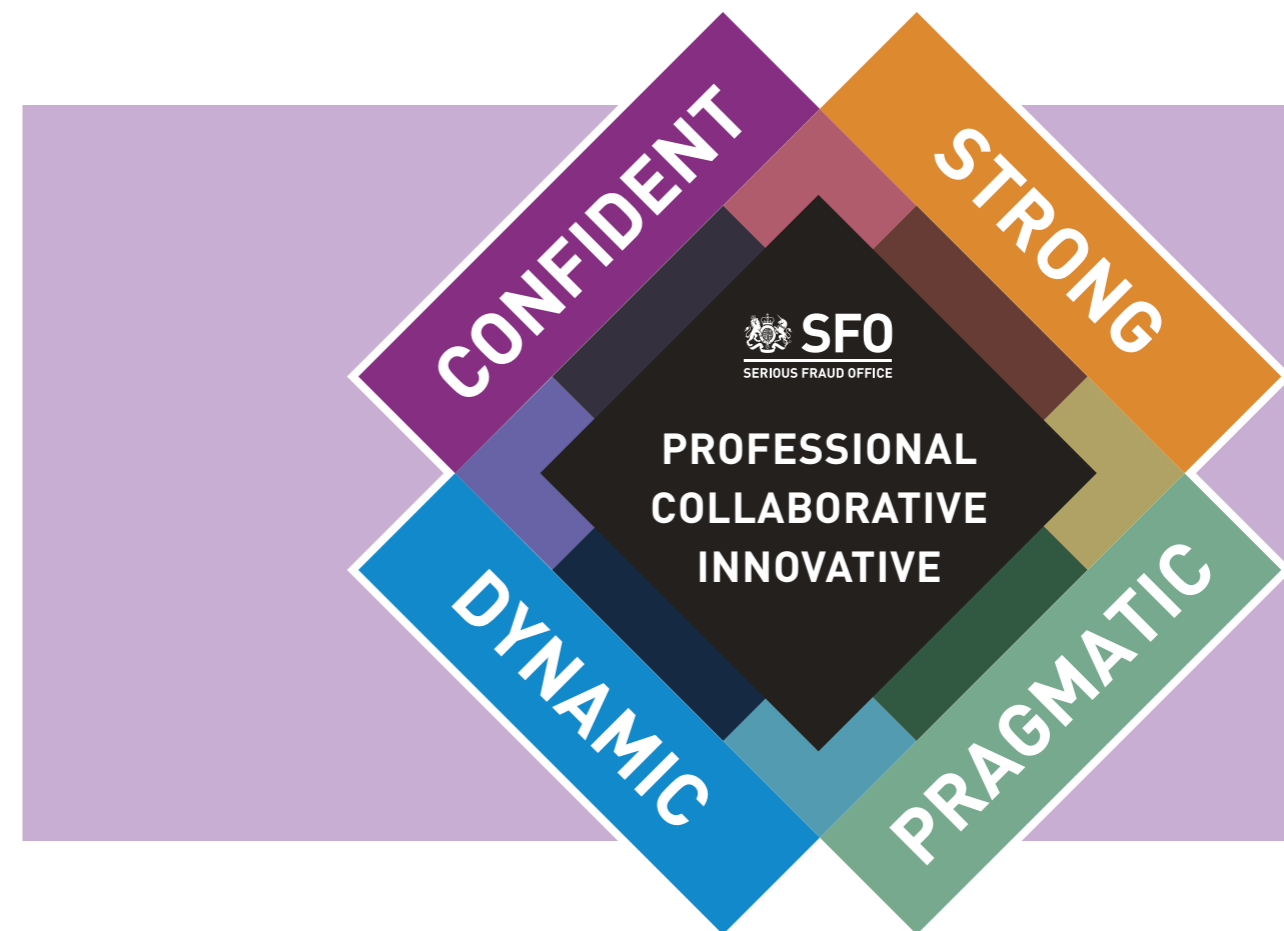 CONFIDENT
STRONG
SFO
SERIOUS FRAUD OFFICE
PROFESSIONAL
COLLABORATIVE
INNOVATIVE
DYNAMIC
PRAGMATIC